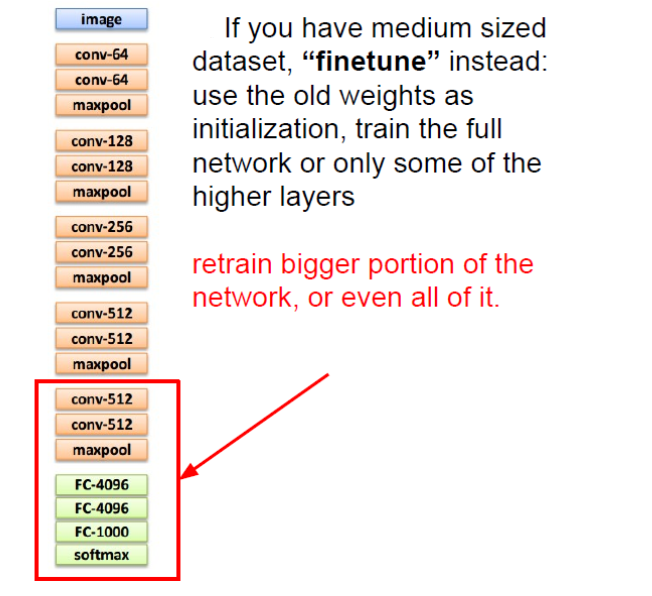 image
conv-64
conv-64
maxpool
conv-128
conv-128
maxpool
conv-256
conv-256
maxpool
conv-512
conv-512
maxpool
conv-512
conv-512
maxpool
FC-4096
FC-4096
FC-1000
softmax
If you have medium sized
dataset, “finetune” instead:
use the old weights as
initialization, train the full
network or only some of the
higher layers
retrain bigger portion of the
network, or even all of it.